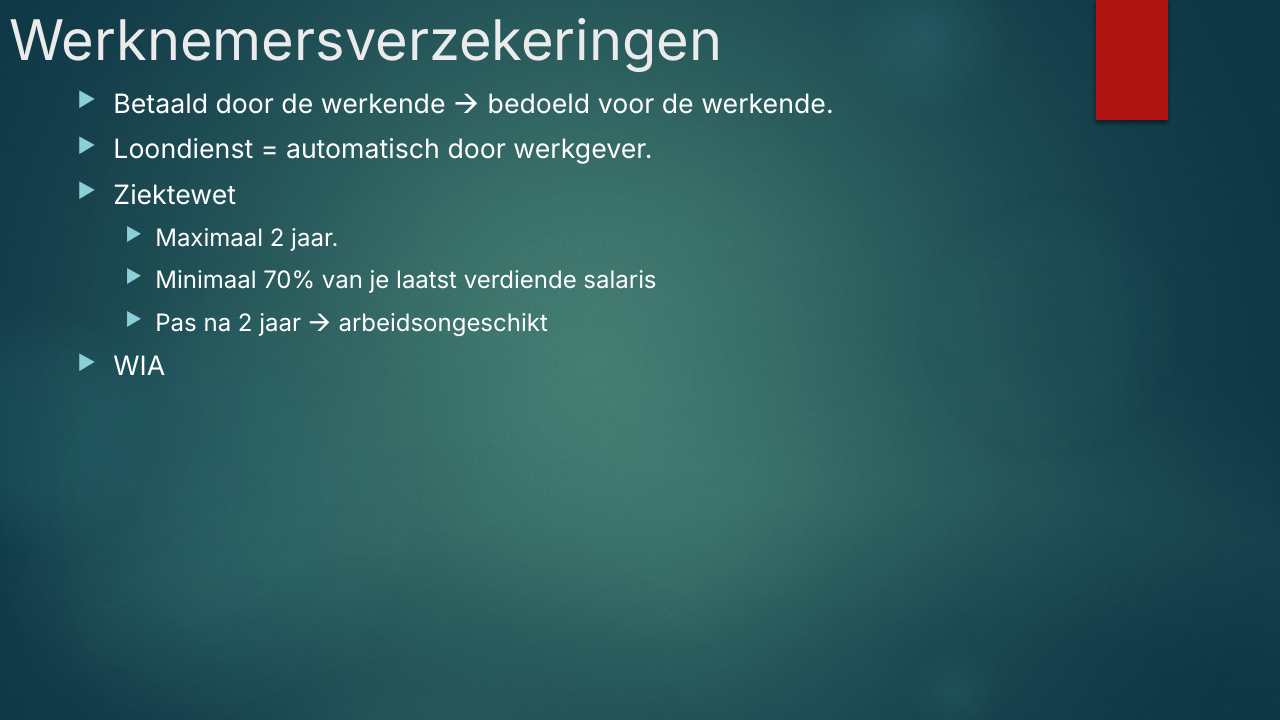 Werknemersverzekeringen
Betaald door de werkende → bedoeld voor de werkende.
Loondienst = automatisch door werkgever.
Ziektewet
Maximaal 2 jaar.
Minimaal 70% van je laatst verdiende salaris
Pas na 2 jaar → arbeidsongeschikt
WIA